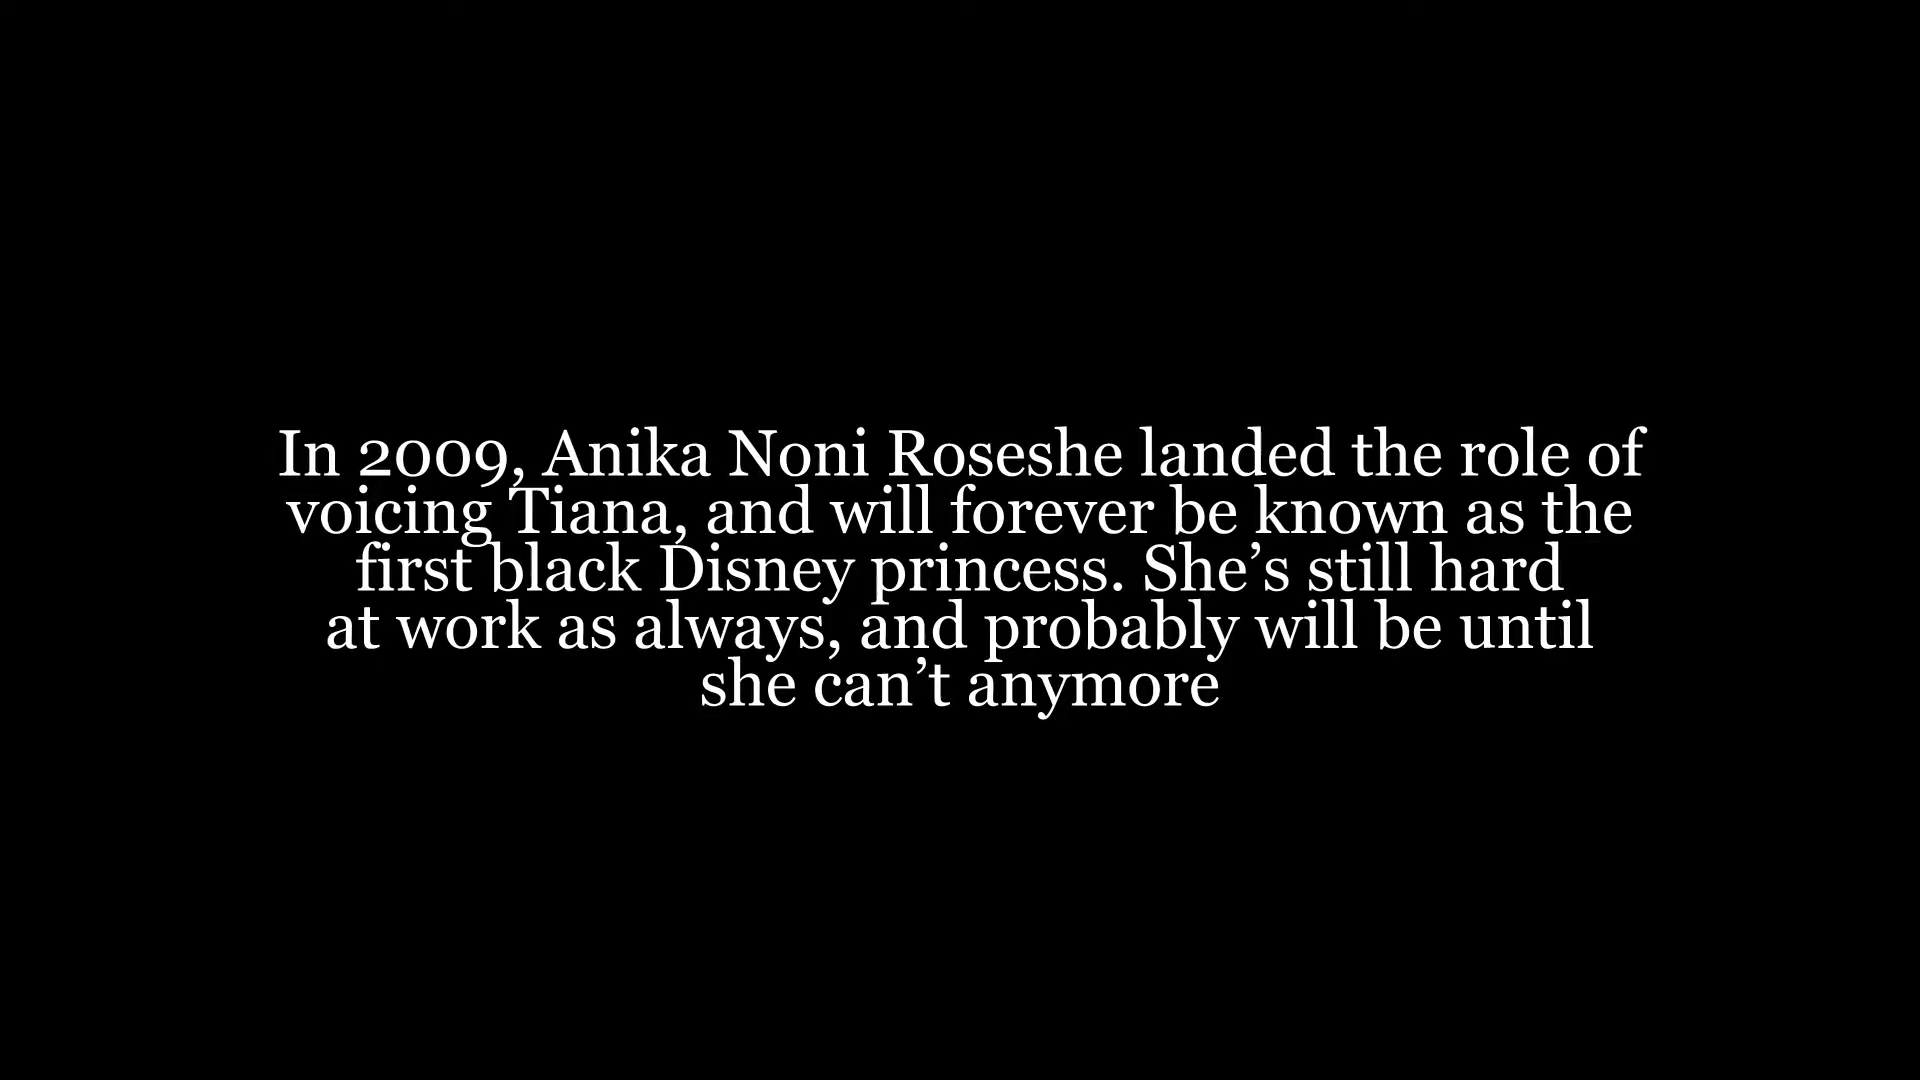 In 2009, Anika Noni Roseshe landed the role of
voicing Tiana, and will forever be known as the
first black Disney princess. She’s still hard
at work as always, and probably will be until
she can’t anymore